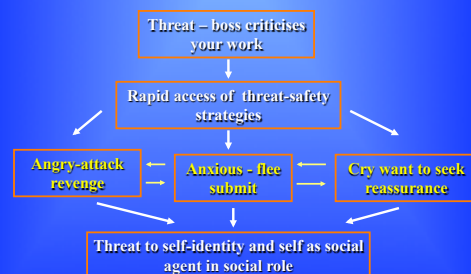 Threat – boss criticises
your work
Rapid access of threat-safety
strategies
Angry-attack
revenge
Anxious - flee
submit
Cry want to seek
reassurance
Threat to self-identity and self as social
agent in social role